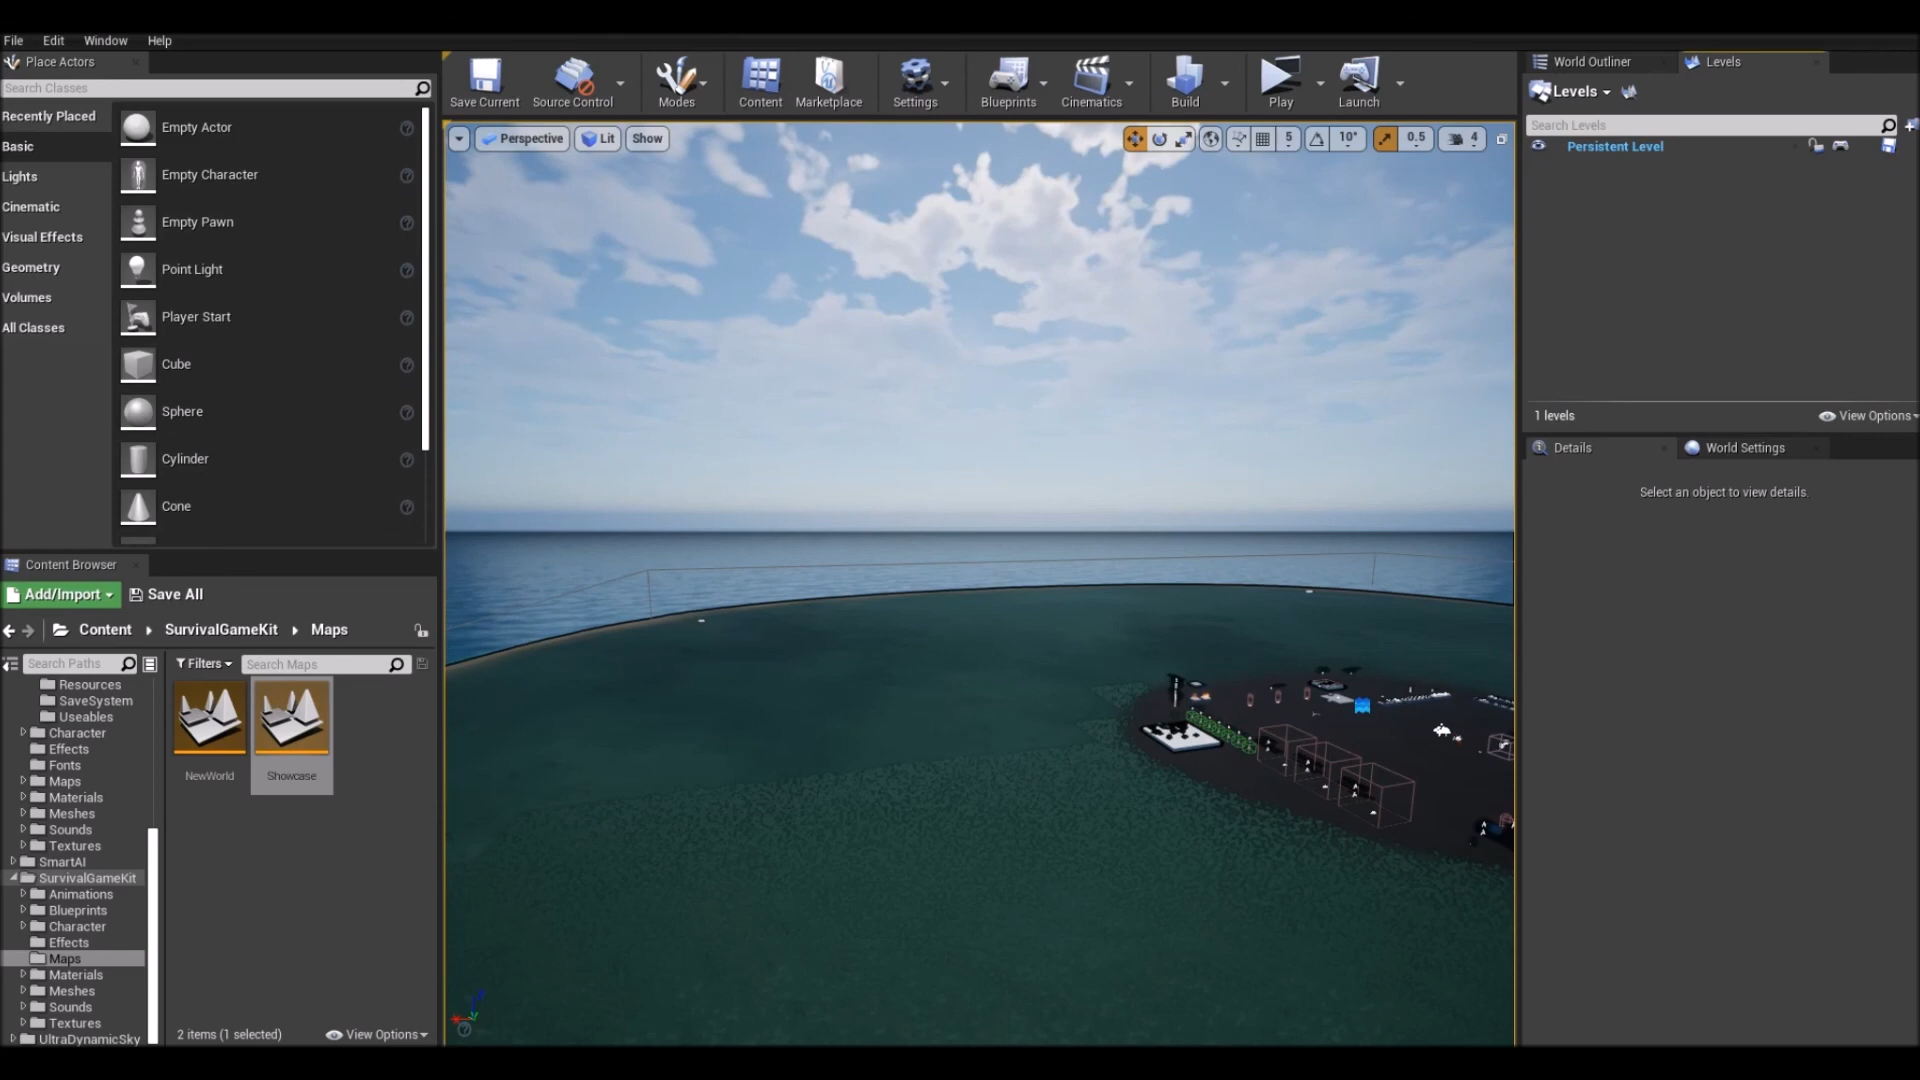 File Edit Window Help
Place Actors
Search Classes
Recently Placed
Basic
Lights
Cinematic
Visual Effects
Geometry
Volumes
All Classes
Empty Actor
Empty Character
Empty Pawn
Point Light
Player Start
Cube
Sphere
Cylinder
Cone
Save Current Source Control Modes Content Marketplace Settings Blueprints Cinematics Build Play Launch
Perspective Lit Show
5 10° 0.5 4
World Outliner Levels
Levels
Search Levels
Persistent Level
1 levels View Options
Details World Settings
Select an object to view details.
Content Browser
Add/Import Save All
Content SurvivalGameKit Maps
Search Paths Filters Search Maps
Resources
SaveSystem
Useables
Character
Effects
Fonts
Maps
Materials
Meshes
Sounds
Textures
SmartAI
SurvivalGameKit
Animations
Blueprints
Character
Effects
Maps
Materials
Meshes
Sounds
Textures
UltraDynamicSky
NewWorld Showcase
2 items (1 selected) View Options